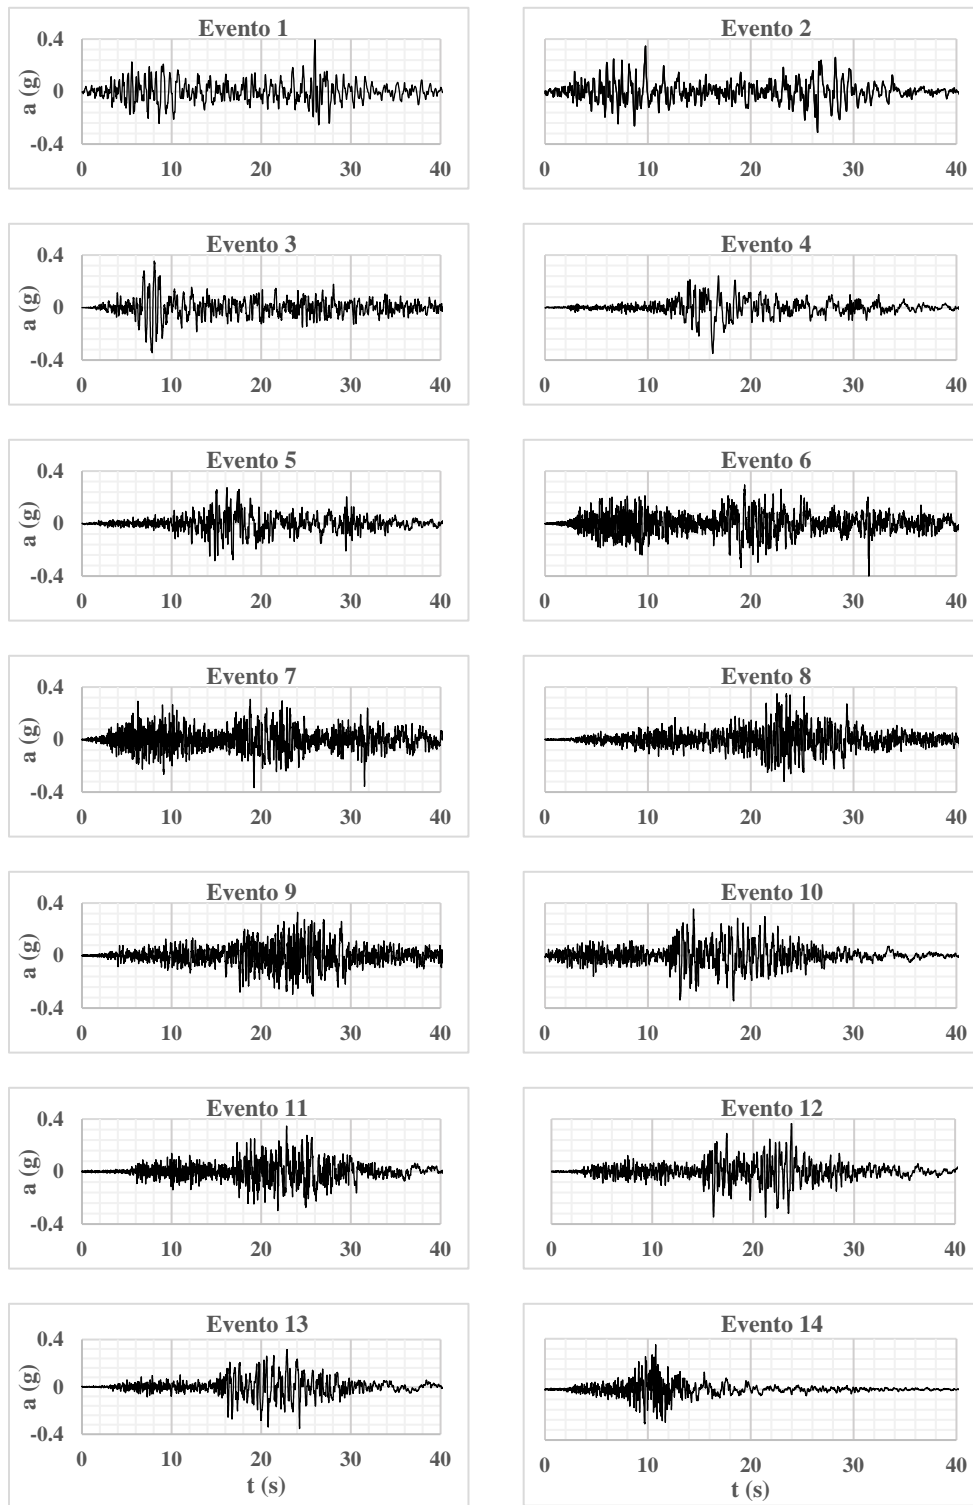 Evento 1
0.4
0
-0.4
a (g)
0 10 20 30 40
Evento 2
0 10 20 30 40
Evento 3
0.4
0
-0.4
a (g)
0 10 20 30 40
Evento 4
0 10 20 30 40
Evento 5
0.4
0
-0.4
a (g)
0 10 20 30 40
Evento 6
0 10 20 30 40
Evento 7
0.4
0
-0.4
a (g)
0 10 20 30 40
Evento 8
0 10 20 30 40
Evento 9
0.4
0
-0.4
a (g)
0 10 20 30 40
Evento 10
0 10 20 30 40
Evento 11
0.4
0
-0.4
a (g)
0 10 20 30 40
Evento 12
0 10 20 30 40
Evento 13
0.4
0
-0.4
a (g)
0 10 20 30 40
t (s)
Evento 14
0 10 20 30 40
t (s)